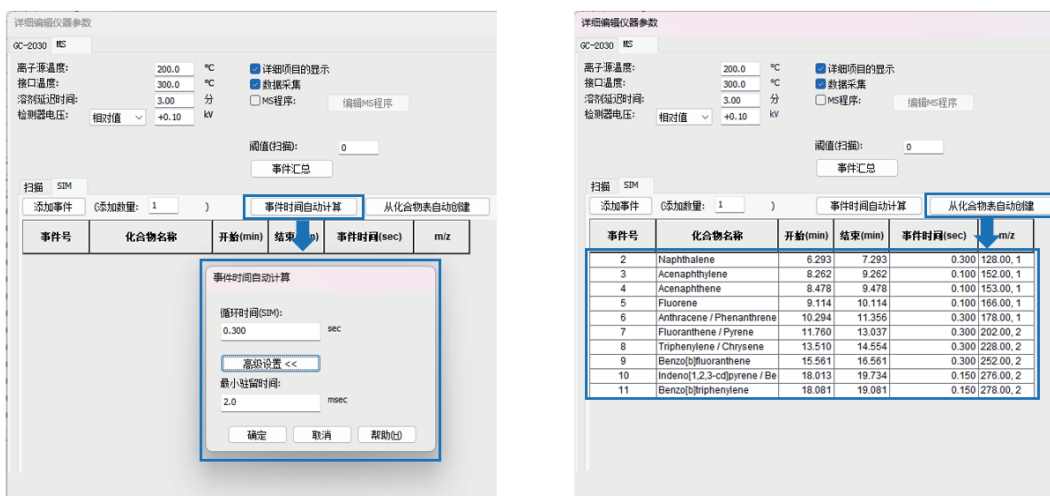 详细编辑仪器参数
GC-2030 MS
离子源温度: 200.0 °C
接口温度: 300.0 °C
溶剂延迟时间: 3.00 分
检测器电压: 相对值 +0.10 kV
详细项目的显示
数据采集
MS程序: 编辑MS程序
阈值(扫描): 0
事件汇总
扫描 SIM
添加事件 (添加数量: 1 ) 事件时间自动计算 从化合物表自动创建
事件号 化合物名称 开始(min) 结束 事件时间(sec) m/z
事件时间自动计算
循环时间(SIM):
0.300 sec
高级设置 <<
最小驻留时间:
2.0 msec
确定 取消 帮助(H)
详细编辑仪器参数
GC-2030 MS
离子源温度: 200.0 °C
接口温度: 300.0 °C
溶剂延迟时间: 3.00 分
检测器电压: 相对值 +0.10 kV
详细项目的显示
数据采集
MS程序: 编辑MS程序
阈值(扫描): 0
事件汇总
扫描 SIM
添加事件 (添加数量: 1 ) 事件时间自动计算 从化合物表自动创建
事件号 化合物名称 开始(min) 结束(min) 事件时间(sec) m/z
2 Naphthalene 6.293 7.293 0.300 128.00, 1
3 Acenaphthylene 8.262 9.262 0.100 152.00, 1
4 Acenaphthene 8.478 9.478 0.100 153.00, 1
5 Fluorene 9.114 10.114 0.100 166.00, 1
6 Anthracene / Phenanthrene 10.294 11.356 0.300 178.00, 1
7 Fluoranthene / Pyrene 11.760 13.037 0.300 202.00, 2
8 Triphenylene / Chrysene 13.510 14.554 0.300 228.00, 2
9 Benzo[b]fluoranthene 15.561 16.561 0.300 252.00, 2
10 Indeno[1,2,3-cd]pyrene / Be 18.013 19.734 0.150 276.00, 2
11 Benzo[b]triphenylene 18.081 19.081 0.150 278.00, 2